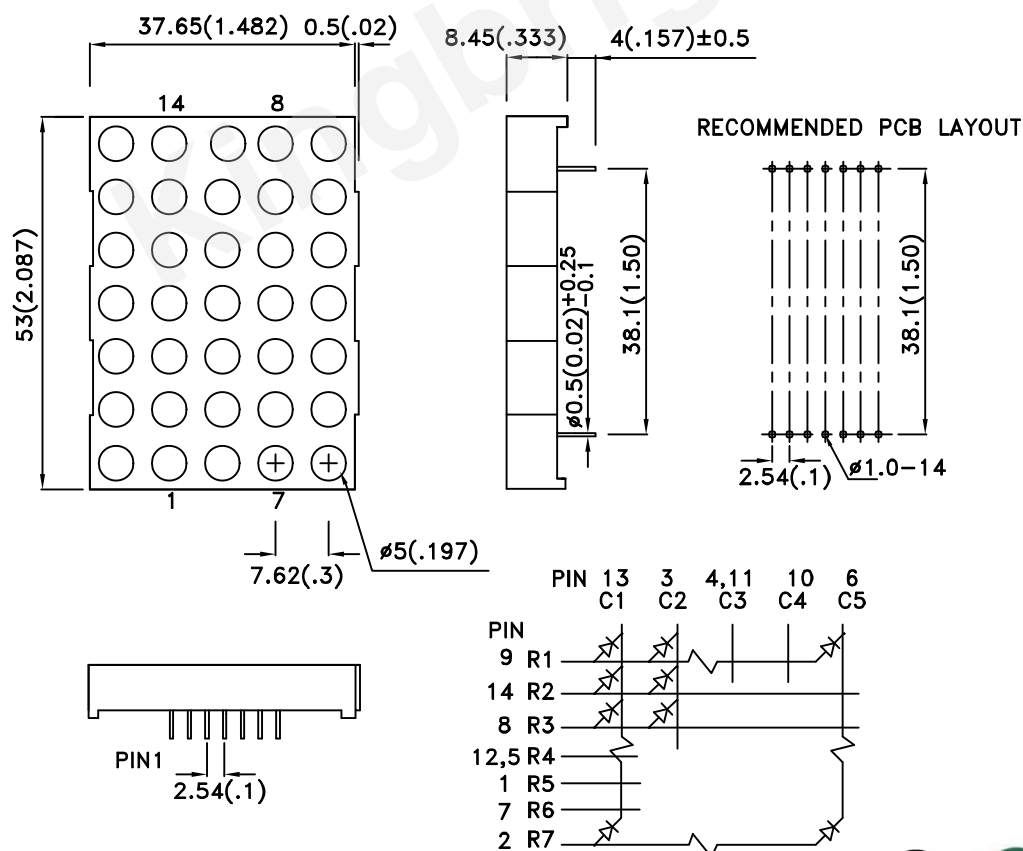 37.65(1.482) 0.5(.02)
8.45(.333) 4(.157)±0.5
14 8
RECOMMENDED PCB LAYOUT
53(2.087)
ø0.5(0.02)+0.25
-0.1
38.1(1.50)
38.1(1.50)
1 7
2.54(.1) ø1.0-14
ø5(.197)
7.62(.3)
PIN 13 3 4,11 10 6
C1 C2 C3 C4 C5
PIN
9 R1
14 R2
8 R3
12,5 R4
1 R5
7 R6
2 R7
PIN1
2.54(.1)